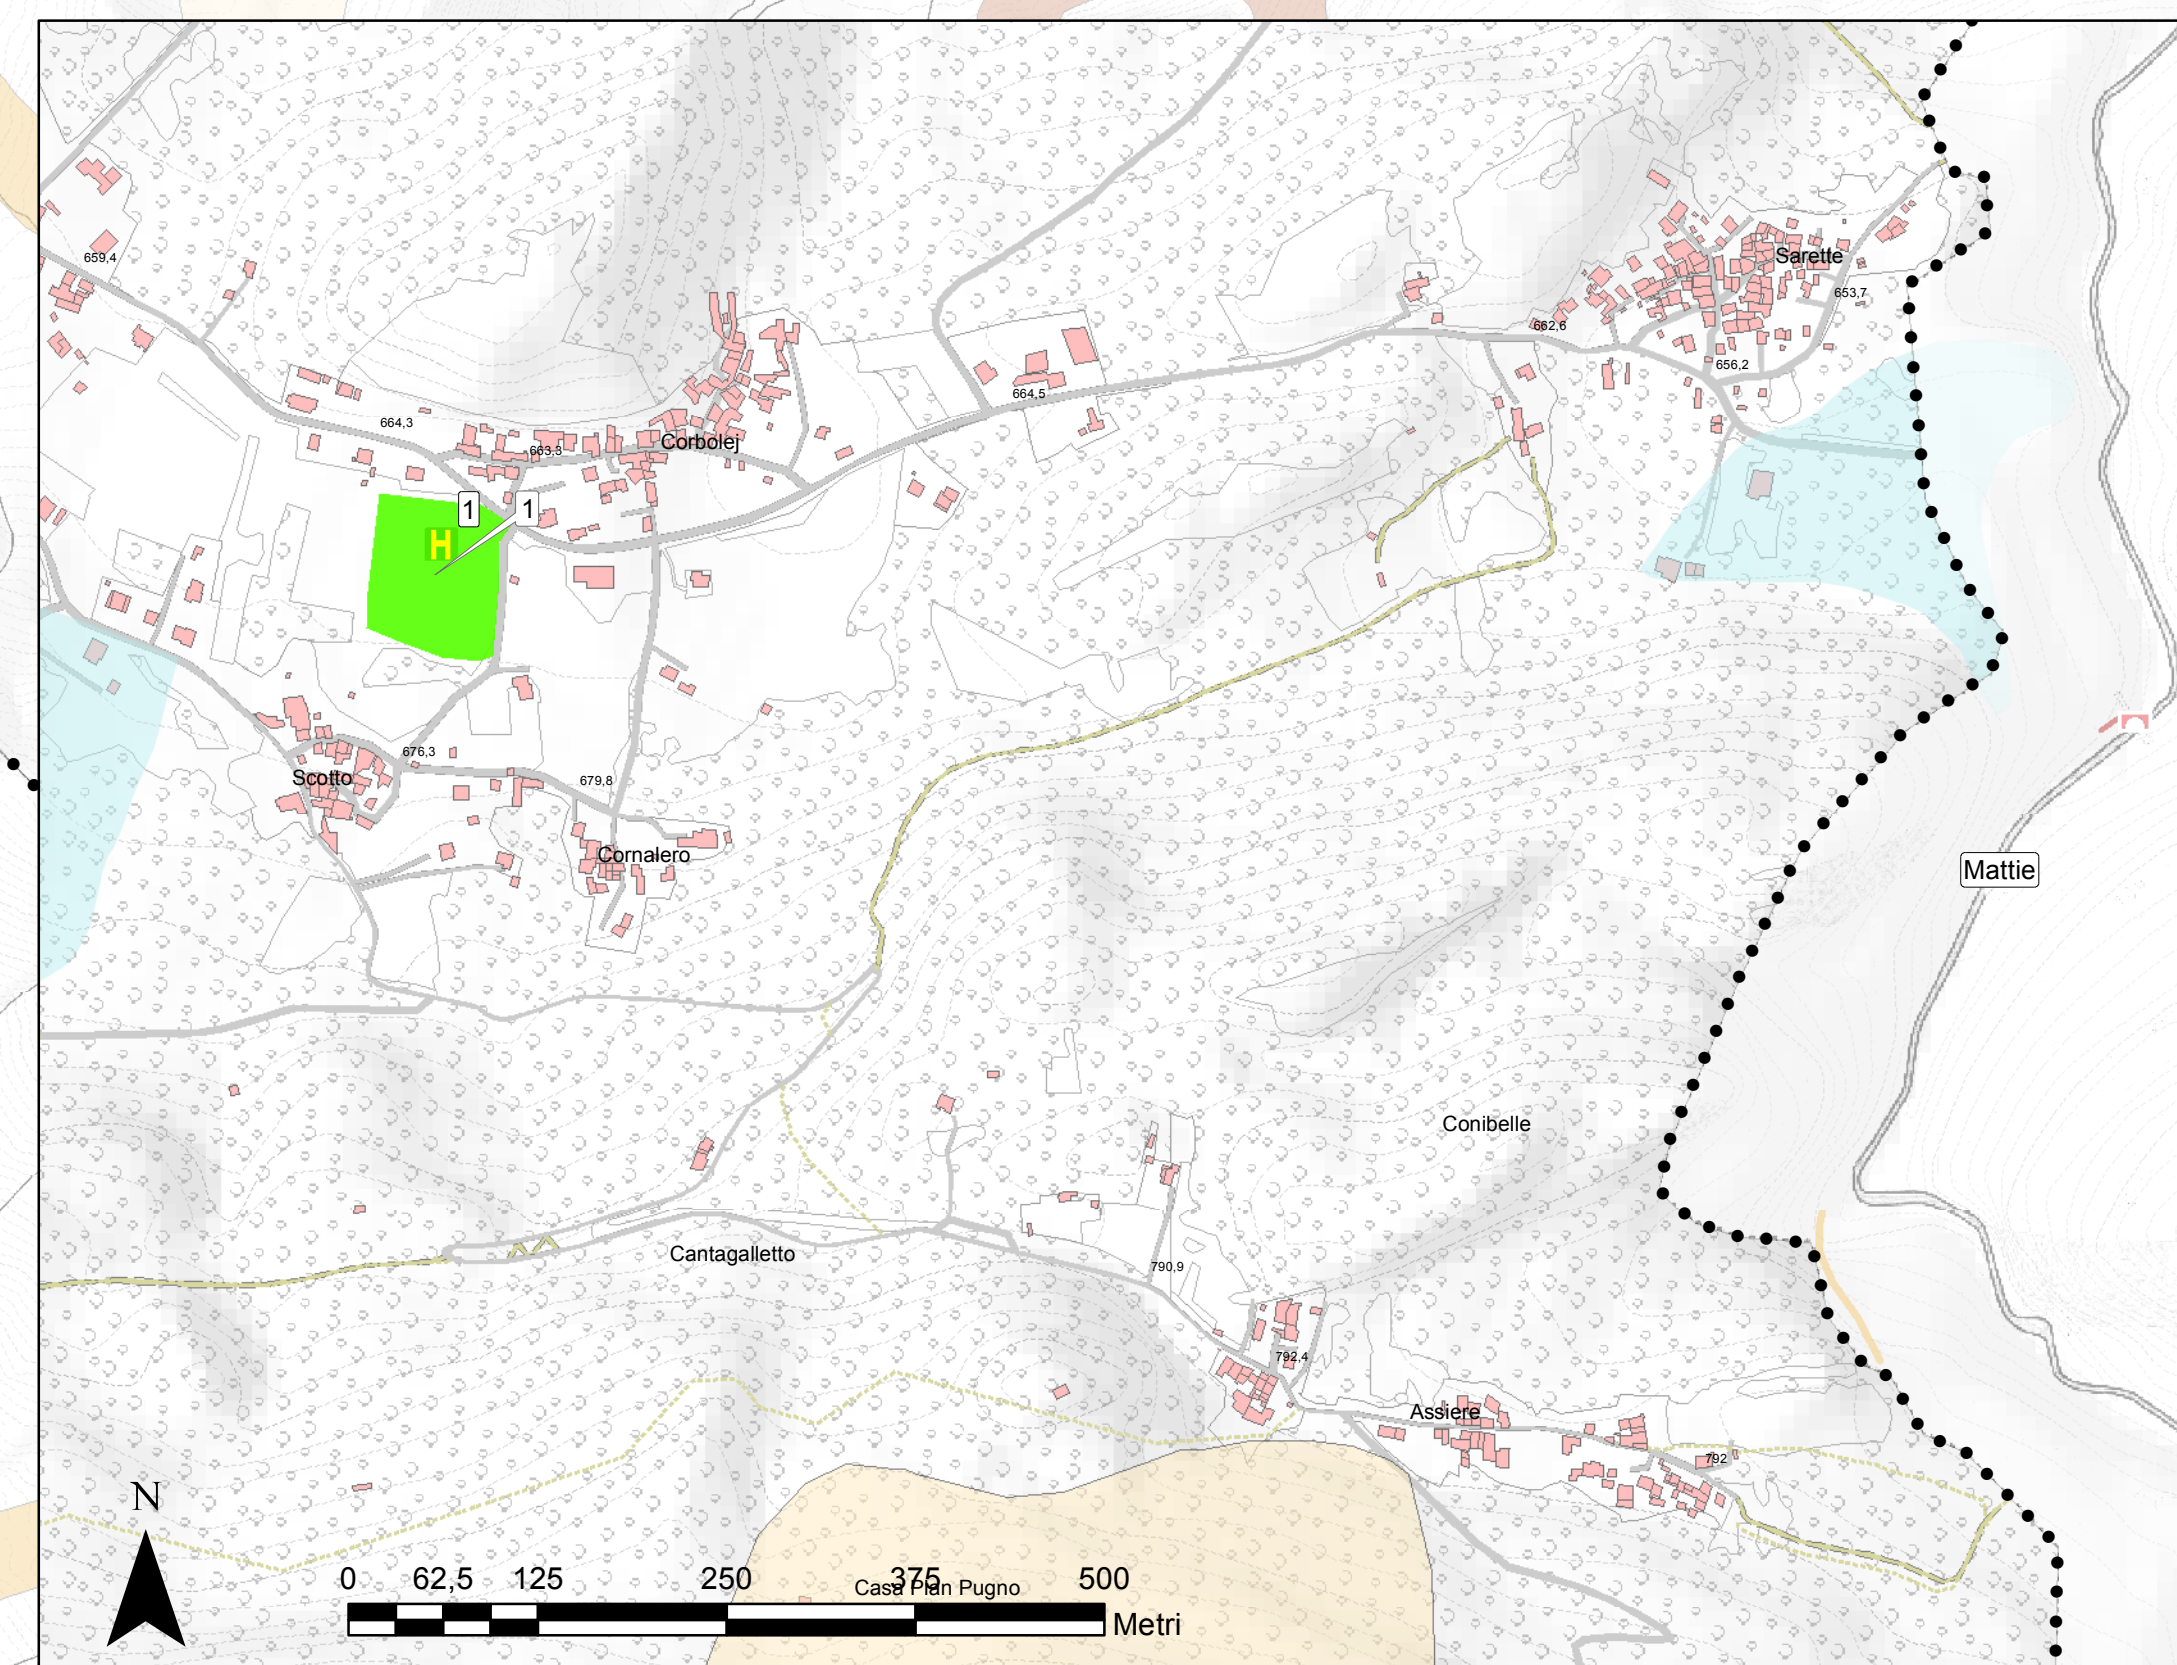 Sarette
659,4
653,7
662,6
656,2
664,5
664,3
Corbolej
663,3
1
1
H
676,3
Scotto
679,8
Cornalero
Mattie
Conibelle
Cantagalletto
790,9
792,4
Assiere
792
N
0 62,5 125 250 375 500
Casa Pian Pugno
Metri